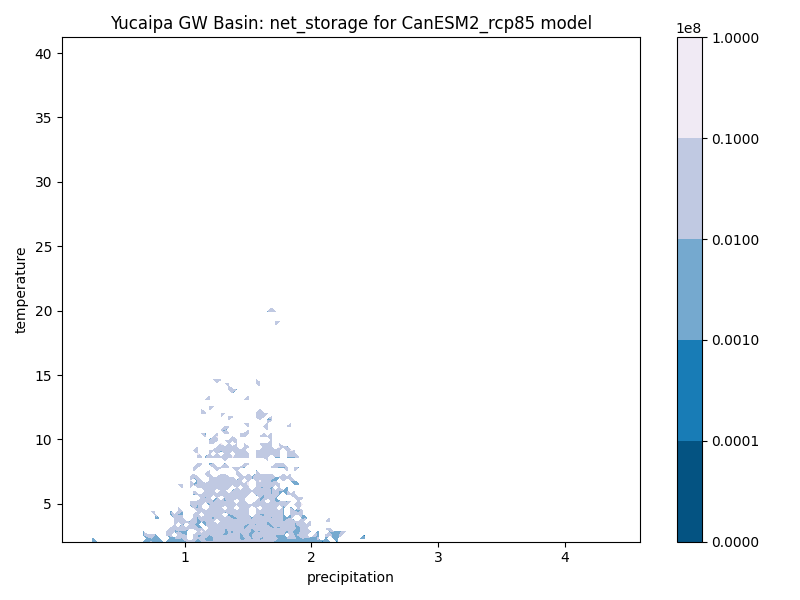 Yucaipa GW Basin: net_storage for CanESM2_rcp85 model
1e8
1.0000
0.1000
0.0100
0.0010
0.0001
0.0000
40
35
30
25
20
15
10
5
temperature
1 2 3 4
precipitation